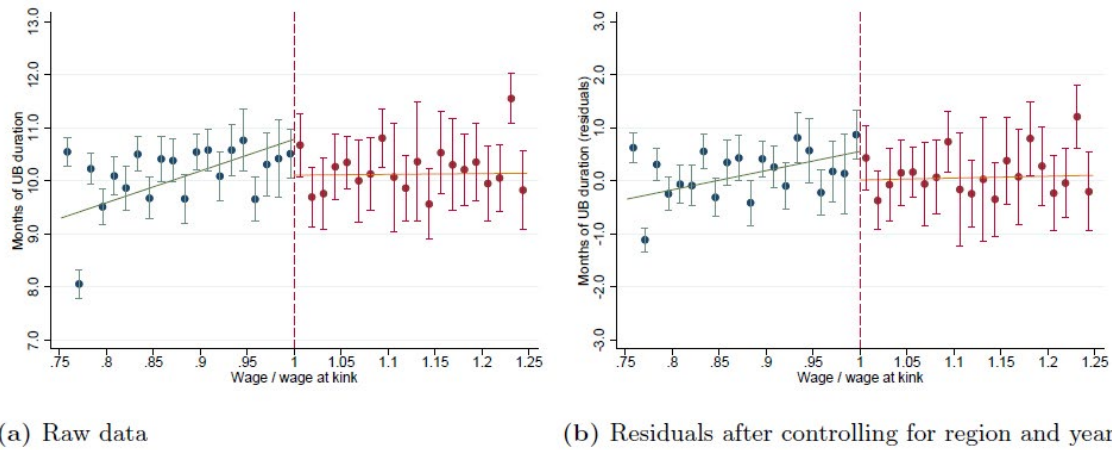 13.0
12.0
11.0
10.0
9.0
8.0
7.0
Months of UB duration
.75 .8 .85 .9 .95 1 1.05 1.1 1.15 1.2 1.25
Wage / wage at kink
(a) Raw data
3.0
2.0
1.0
0.0
-1.0
-2.0
-3.0
Months of UB duration (residuals)
.75 .8 .85 .9 .95 1 1.05 1.1 1.15 1.2 1.25
Wage / wage at kink
(b) Residuals after controlling for region and year